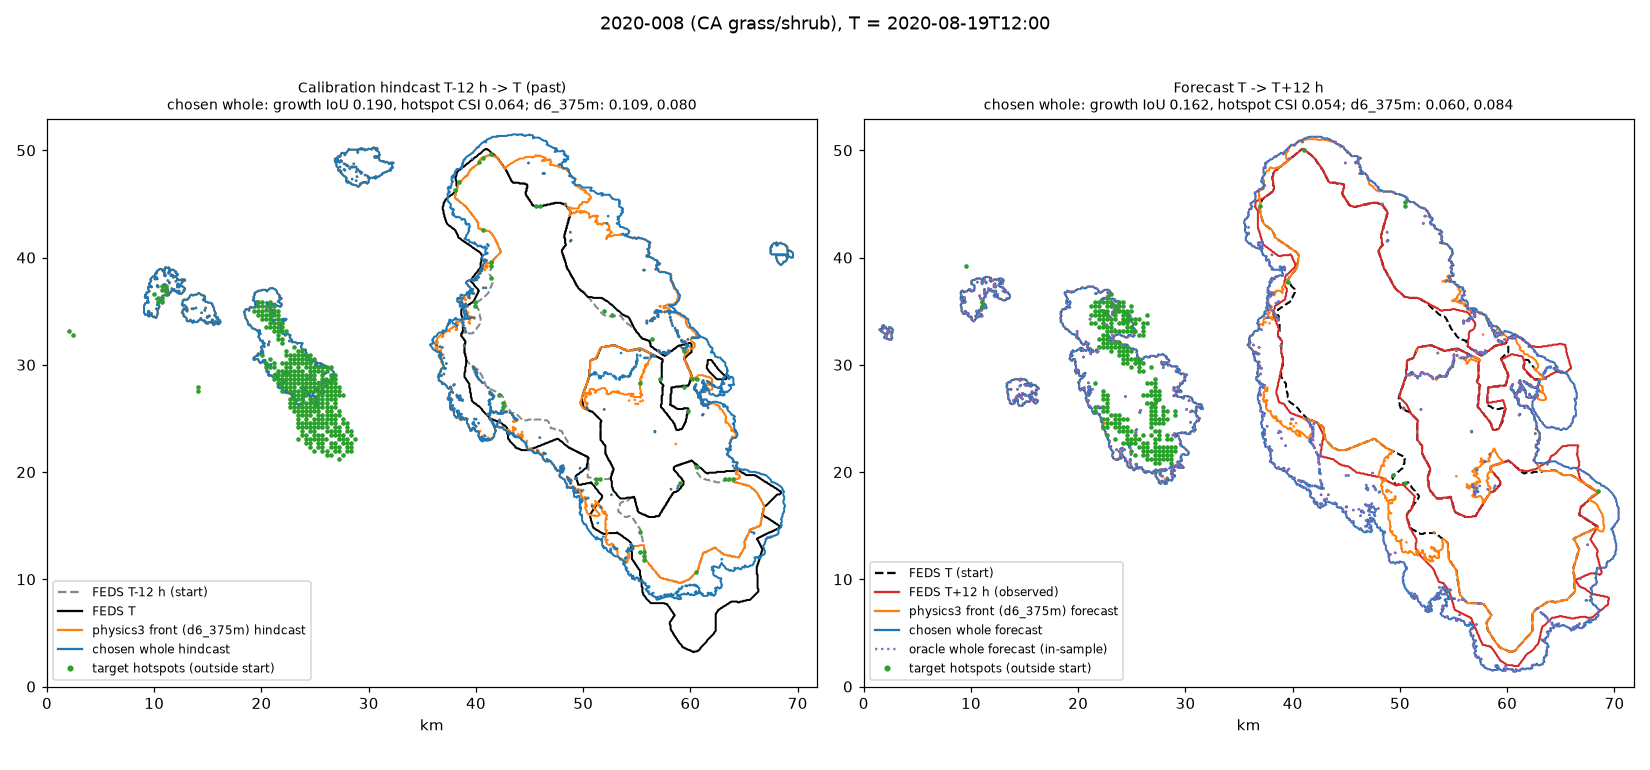 2020-008 (CA grass/shrub), T = 2020-08-19T12:00
Calibration hindcast T-12 h -> T (past)
chosen whole: growth IoU 0.190, hotspot CSI 0.064; d6_375m: 0.109, 0.080
50
40
30
20
10
0
0 10 20 30 40 50 60 70
km
FEDS T-12 h (start)
FEDS T
physics3 front (d6_375m) hindcast
chosen whole hindcast
target hotspots (outside start)
Forecast T -> T+12 h
chosen whole: growth IoU 0.162, hotspot CSI 0.054; d6_375m: 0.060, 0.084
50
40
30
20
10
0
0 10 20 30 40 50 60 70
km
FEDS T (start)
FEDS T+12 h (observed)
physics3 front (d6_375m) forecast
chosen whole forecast
oracle whole forecast (in-sample)
target hotspots (outside start)